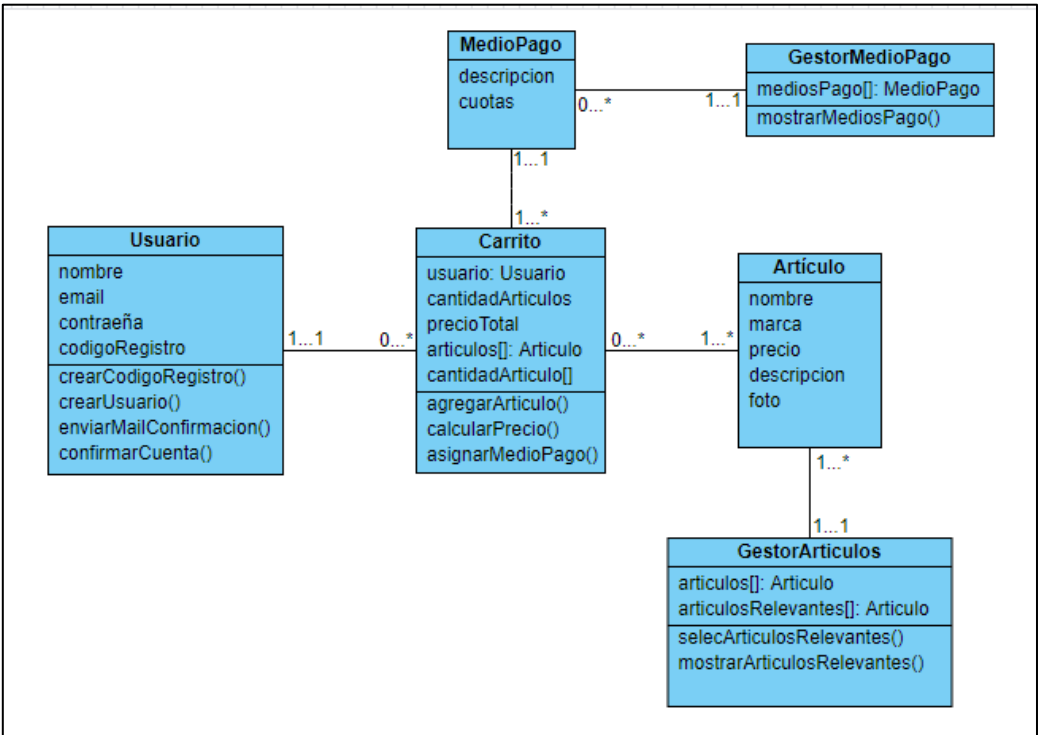 MedioPago
descripcion
cuotas
0...*
1...1
GestorMedioPago
mediosPago[]: MedioPago
mostrarMediosPago()
1...1
1...*
Usuario
nombre
email
contraeña
codigoRegistro
crearCodigoRegistro()
crearUsuario()
enviarMailConfirmacion()
confirmarCuenta()
1...1
0...*
Carrito
usuario: Usuario
cantidadArticulos
precioTotal
articulos[]: Articulo
cantidadArticulo[]
agregarArticulo()
calcularPrecio()
asignarMedioPago()
0...*
1...*
Artículo
nombre
marca
precio
descripcion
foto
1...*
1...1
GestorArticulos
articulos[]: Articulo
articulosRelevantes[]: Articulo
selecArticulosRelevantes()
mostrarArticulosRelevantes()